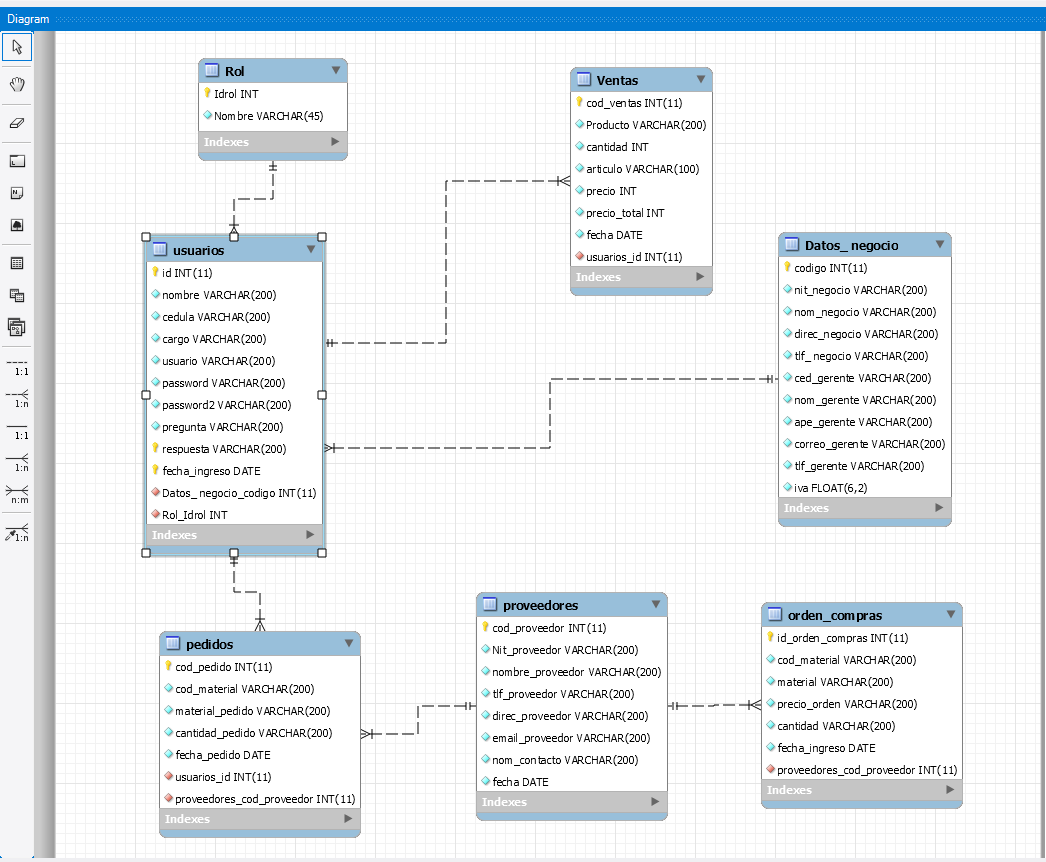 Diagram
Rol
Idrol INT
Nombre VARCHAR(45)
Indexes
Ventas
cod_ventas INT(11)
Producto VARCHAR(200)
cantidad INT
articulo VARCHAR(100)
precio INT
precio_total INT
fecha DATE
usuarios_id INT(11)
Indexes
usuarios
id INT(11)
nombre VARCHAR(200)
cedula VARCHAR(200)
cargo VARCHAR(200)
usuario VARCHAR(200)
password VARCHAR(200)
password2 VARCHAR(200)
pregunta VARCHAR(200)
respuesta VARCHAR(200)
fecha_ingreso DATE
Datos_ negocio_codigo INT(11)
Rol_Idrol INT
Indexes
Datos_ negocio
codigo INT(11)
nit_negocio VARCHAR(200)
nom_negocio VARCHAR(200)
direc_negocio VARCHAR(200)
tlf_ negocio VARCHAR(200)
ced_gerente VARCHAR(200)
nom_gerente VARCHAR(200)
ape_gerente VARCHAR(200)
correo_gerente VARCHAR(200)
tlf_gerente VARCHAR(200)
iva FLOAT(6,2)
Indexes
pedidos
cod_pedido INT(11)
cod_material VARCHAR(200)
material_pedido VARCHAR(200)
cantidad_pedido VARCHAR(200)
fecha_pedido DATE
usuarios_id INT(11)
proveedores_cod_proveedor INT(11)
Indexes
proveedores
cod_proveedor INT(11)
Nit_proveedor VARCHAR(200)
nombre_proveedor VARCHAR(200)
tlf_proveedor VARCHAR(200)
direc_proveedor VARCHAR(200)
email_proveedor VARCHAR(200)
nom_contacto VARCHAR(200)
fecha DATE
Indexes
orden_compras
id_orden_compras INT(11)
cod_material VARCHAR(200)
material VARCHAR(200)
precio_orden VARCHAR(200)
cantidad VARCHAR(200)
fecha_ingreso DATE
proveedores_cod_proveedor INT(11)
Indexes
1:1
1:n
1:1
1:n
n:m
1:n